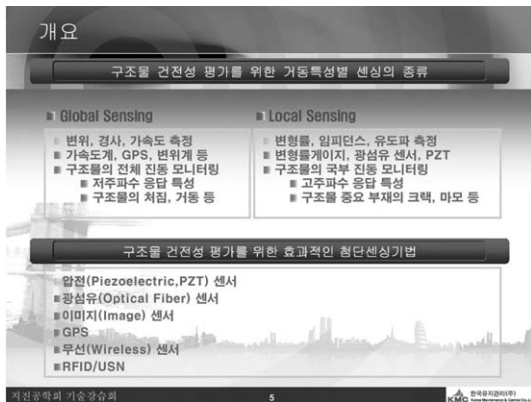 개요
구조물 건전성 평가를 위한 거동특성별 센싱의 종류
Global Sensing
변위, 경사, 가속도 측정
가속도계, GPS, 변위계 등
구조물의 전체 진동 모니터링
저주파수 응답 특성
구조물의 처짐, 거동 등
Local Sensing
변형률, 임피던스, 유도파 측정
변형률게이지, 광섬유 센서, PZT
구조물의 국부 진동 모니터링
고주파수 응답 특성
구조물 중요 부재의 크랙, 마모 등
구조물 건전성 평가를 위한 효과적인 첨단센싱기법
압전(Piezoelectric,PZT) 센서
광섬유(Optical Fiber) 센서
이미지(Image) 센서
GPS
무선(Wireless) 센서
RFID/USN
지진공학회 기술강습회
5
KMC 한국유지관리(주)
Korea Maintenance & Control Co.,